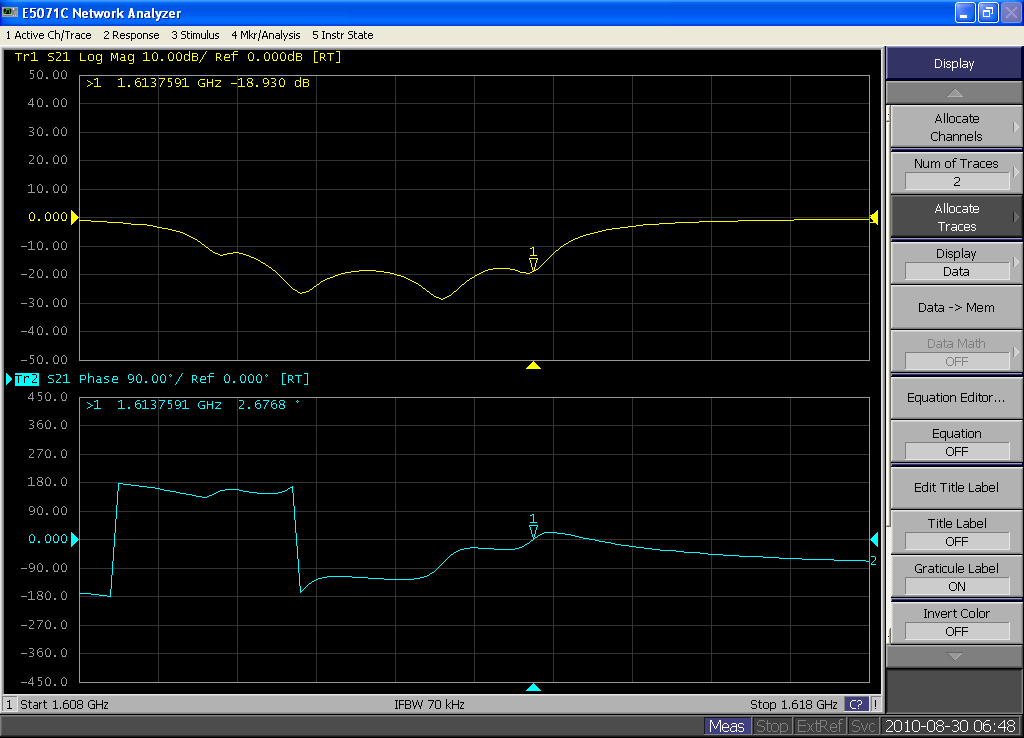 E5071C Network Analyzer
1 Active Ch/Trace 2 Response 3 Stimulus 4 Mkr/Analysis 5 Instr State
Tr1 S21 Log Mag 10.00dB/ Ref 0.000dB [RT]
50.00
>1 1.6137591 GHz -18.930 dB
40.00
30.00
20.00
10.00
0.000
-10.00
1
-20.00
-30.00
-40.00
-50.00
Tr2 S21 Phase 90.00°/ Ref 0.000° [RT]
450.0
>1 1.6137591 GHz 2.6768 °
360.0
270.0
180.0
90.00
1
0.000
2
-90.00
-180.0
-270.0
-360.0
-450.0
1 Start 1.608 GHz IFBW 70 kHz Stop 1.618 GHz C? !
Display
Allocate
Channels
Num of Traces
2
Allocate
Traces
Display
Data
Data -> Mem
Data Math
OFF
Equation Editor...
Equation
OFF
Edit Title Label
Title Label
OFF
Graticule Label
ON
Invert Color
OFF
Meas Stop ExtRef Svc 2010-08-30 06:48